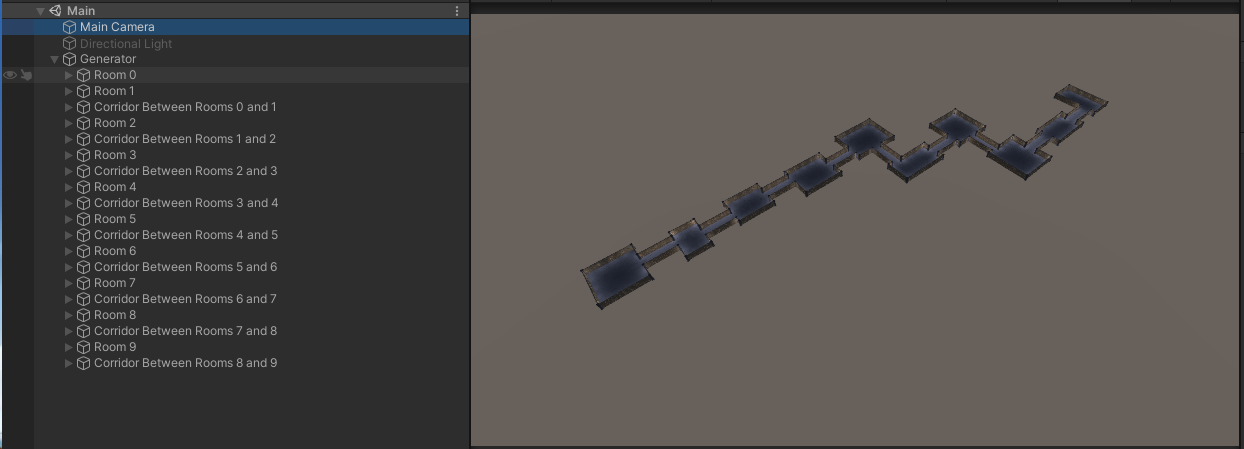 Main
Main Camera
Directional Light
Generator
Room 0
Room 1
Corridor Between Rooms 0 and 1
Room 2
Corridor Between Rooms 1 and 2
Room 3
Corridor Between Rooms 2 and 3
Room 4
Corridor Between Rooms 3 and 4
Room 5
Corridor Between Rooms 4 and 5
Room 6
Corridor Between Rooms 5 and 6
Room 7
Corridor Between Rooms 6 and 7
Room 8
Corridor Between Rooms 7 and 8
Room 9
Corridor Between Rooms 8 and 9